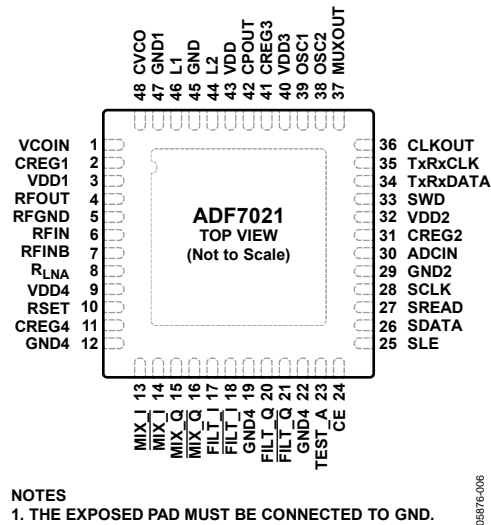 48 CVCO
47 GND1
46 L1
45 GND
44 L2
43 VDD
42 CPOUT
41 CREG3
40 VDD3
39 OSC1
38 OSC2
37 MUXOUT
VCOIN 1
CREG1 2
VDD1 3
RFOUT 4
RFGND 5
RFIN 6
RFINB 7
RLNA 8
VDD4 9
RSET 10
CREG4 11
GND4 12
ADF7021
TOP VIEW
(Not to Scale)
36 CLKOUT
35 TxRxCLK
34 TxRxDATA
33 SWD
32 VDD2
31 CREG2
30 ADCIN
29 GND2
28 SCLK
27 SREAD
26 SDATA
25 SLE
MIX_I 13
MIX_I 14
MIX_Q 15
MIX_Q 16
FILT_I 17
FILT_I 18
GND4 19
FILT_Q 20
FILT_Q 21
GND4 22
TEST_A 23
CE 24
NOTES
1. THE EXPOSED PAD MUST BE CONNECTED TO GND.
05876-006